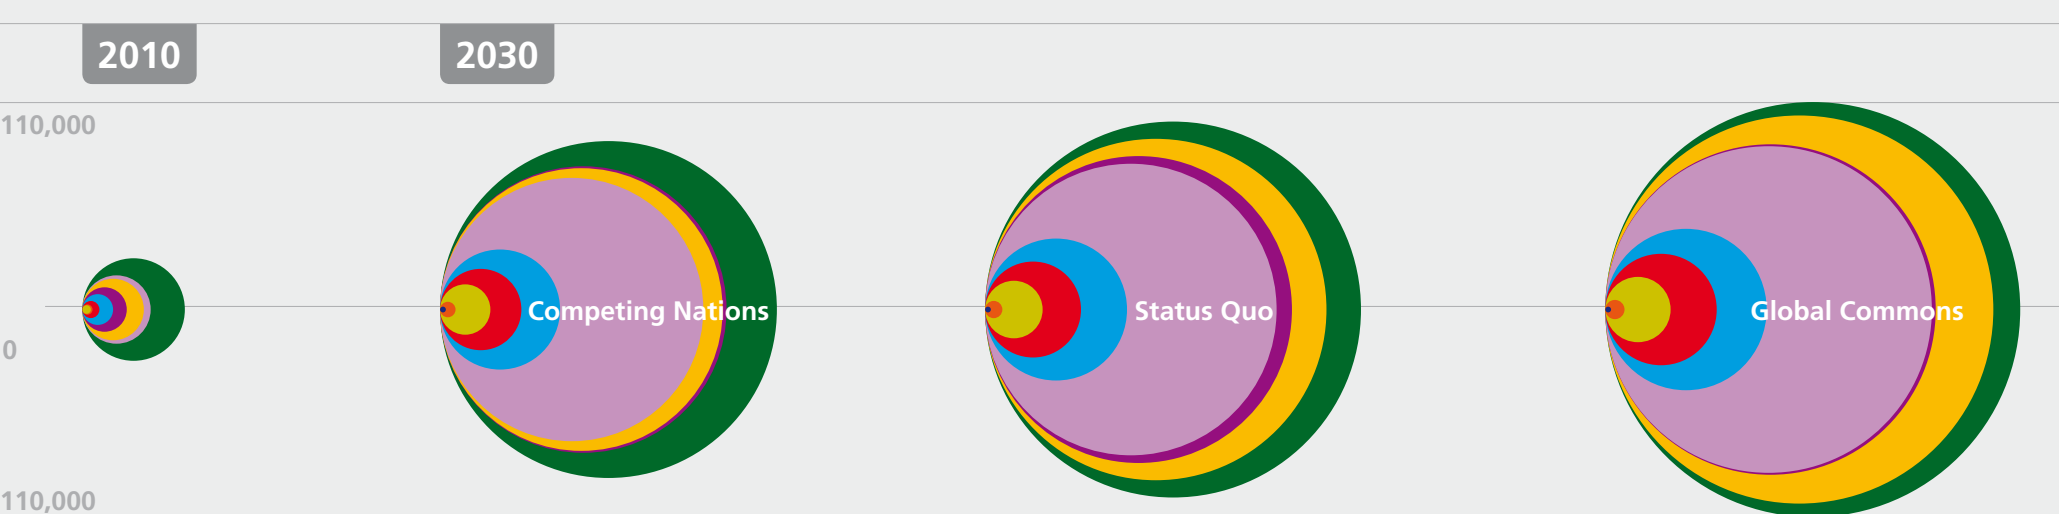 2010
2030
110,000
Competing Nations
Status Quo
Global Commons
0
110,000